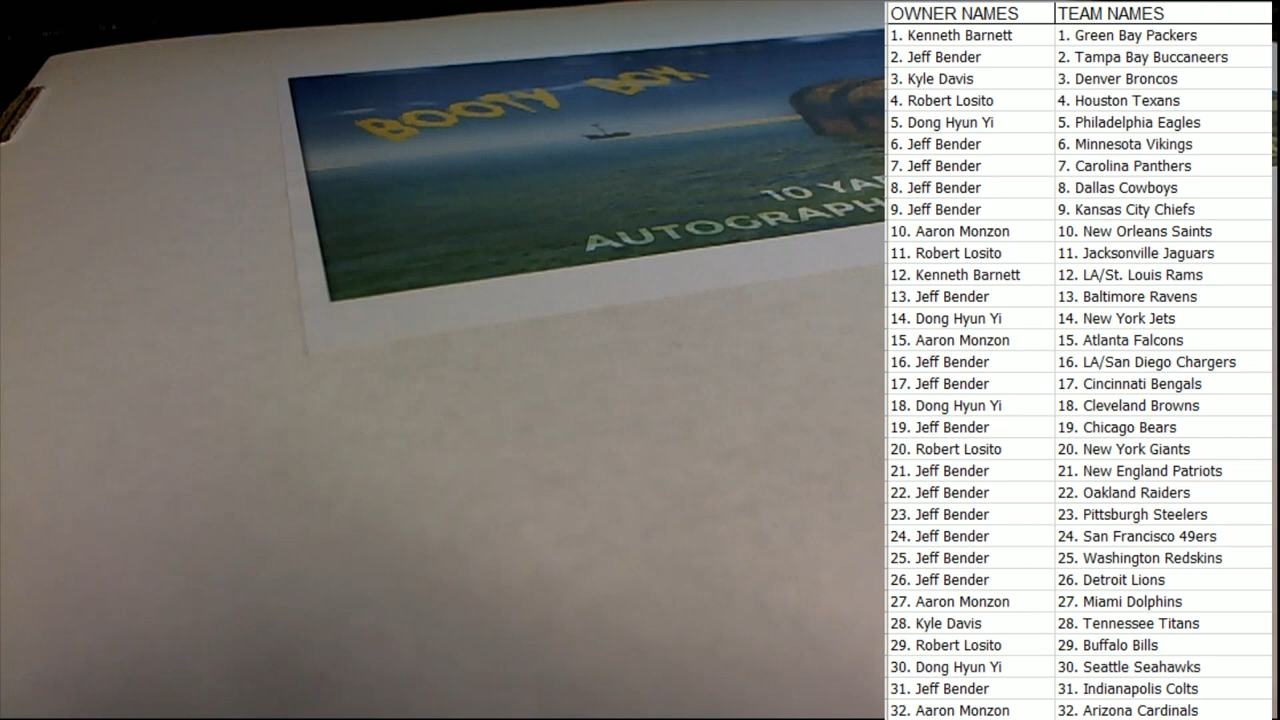 BOOTY BOX
10
AUTOGRAPH
OWNER NAMES TEAM NAMES
1. Kenneth Barnett 1. Green Bay Packers
2. Jeff Bender 2. Tampa Bay Buccaneers
3. Kyle Davis 3. Denver Broncos
4. Robert Losito 4. Houston Texans
5. Dong Hyun Yi 5. Philadelphia Eagles
6. Jeff Bender 6. Minnesota Vikings
7. Jeff Bender 7. Carolina Panthers
8. Jeff Bender 8. Dallas Cowboys
9. Jeff Bender 9. Kansas City Chiefs
10. Aaron Monzon 10. New Orleans Saints
11. Robert Losito 11. Jacksonville Jaguars
12. Kenneth Barnett 12. LA/St. Louis Rams
13. Jeff Bender 13. Baltimore Ravens
14. Dong Hyun Yi 14. New York Jets
15. Aaron Monzon 15. Atlanta Falcons
16. Jeff Bender 16. LA/San Diego Chargers
17. Jeff Bender 17. Cincinnati Bengals
18. Dong Hyun Yi 18. Cleveland Browns
19. Jeff Bender 19. Chicago Bears
20. Robert Losito 20. New York Giants
21. Jeff Bender 21. New England Patriots
22. Jeff Bender 22. Oakland Raiders
23. Jeff Bender 23. Pittsburgh Steelers
24. Jeff Bender 24. San Francisco 49ers
25. Jeff Bender 25. Washington Redskins
26. Jeff Bender 26. Detroit Lions
27. Aaron Monzon 27. Miami Dolphins
28. Kyle Davis 28. Tennessee Titans
29. Robert Losito 29. Buffalo Bills
30. Dong Hyun Yi 30. Seattle Seahawks
31. Jeff Bender 31. Indianapolis Colts
32. Aaron Monzon 32. Arizona Cardinals